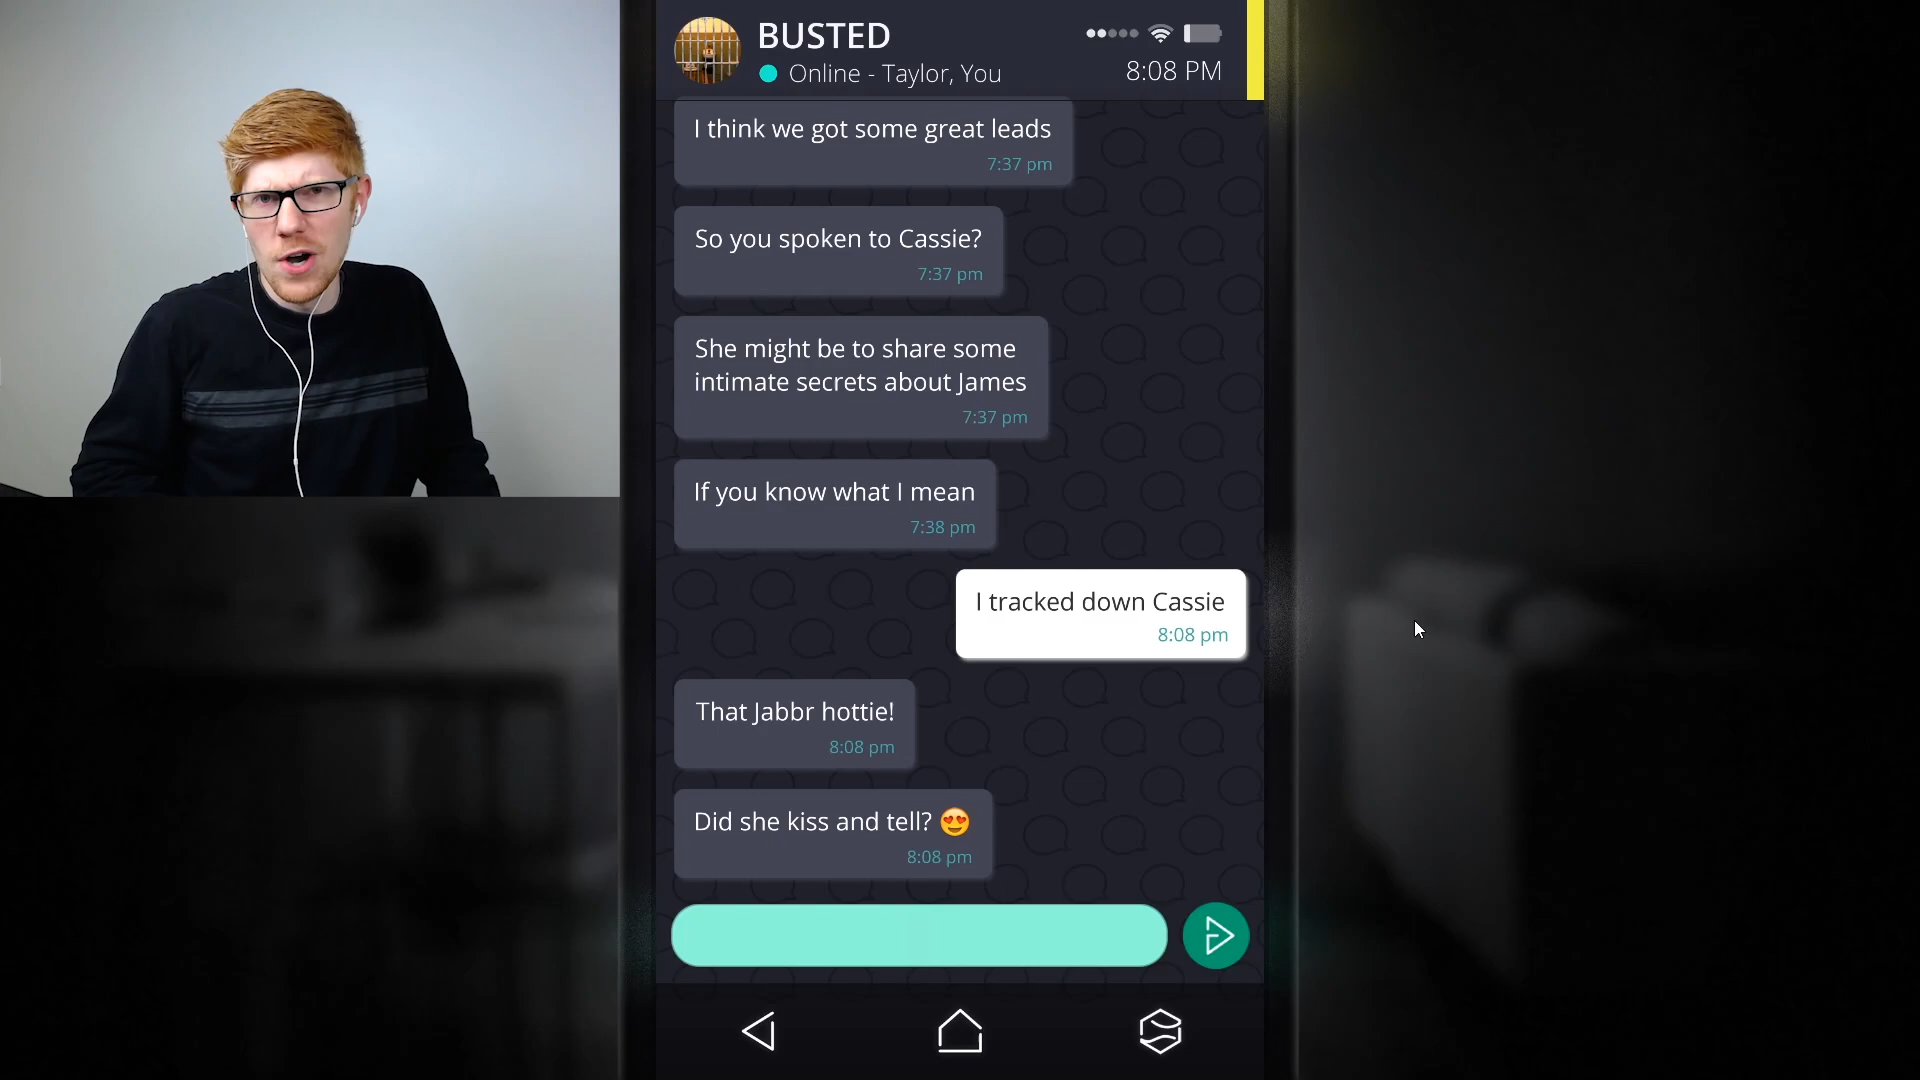 BUSTED
Online - Taylor, You
8:08 PM
I think we got some great leads
7:37 pm
So you spoken to Cassie?
7:37 pm
She might be to share some
intimate secrets about James
7:37 pm
If you know what I mean
7:38 pm
I tracked down Cassie
8:08 pm
That Jabbr hottie!
8:08 pm
Did she kiss and tell? 😍
8:08 pm